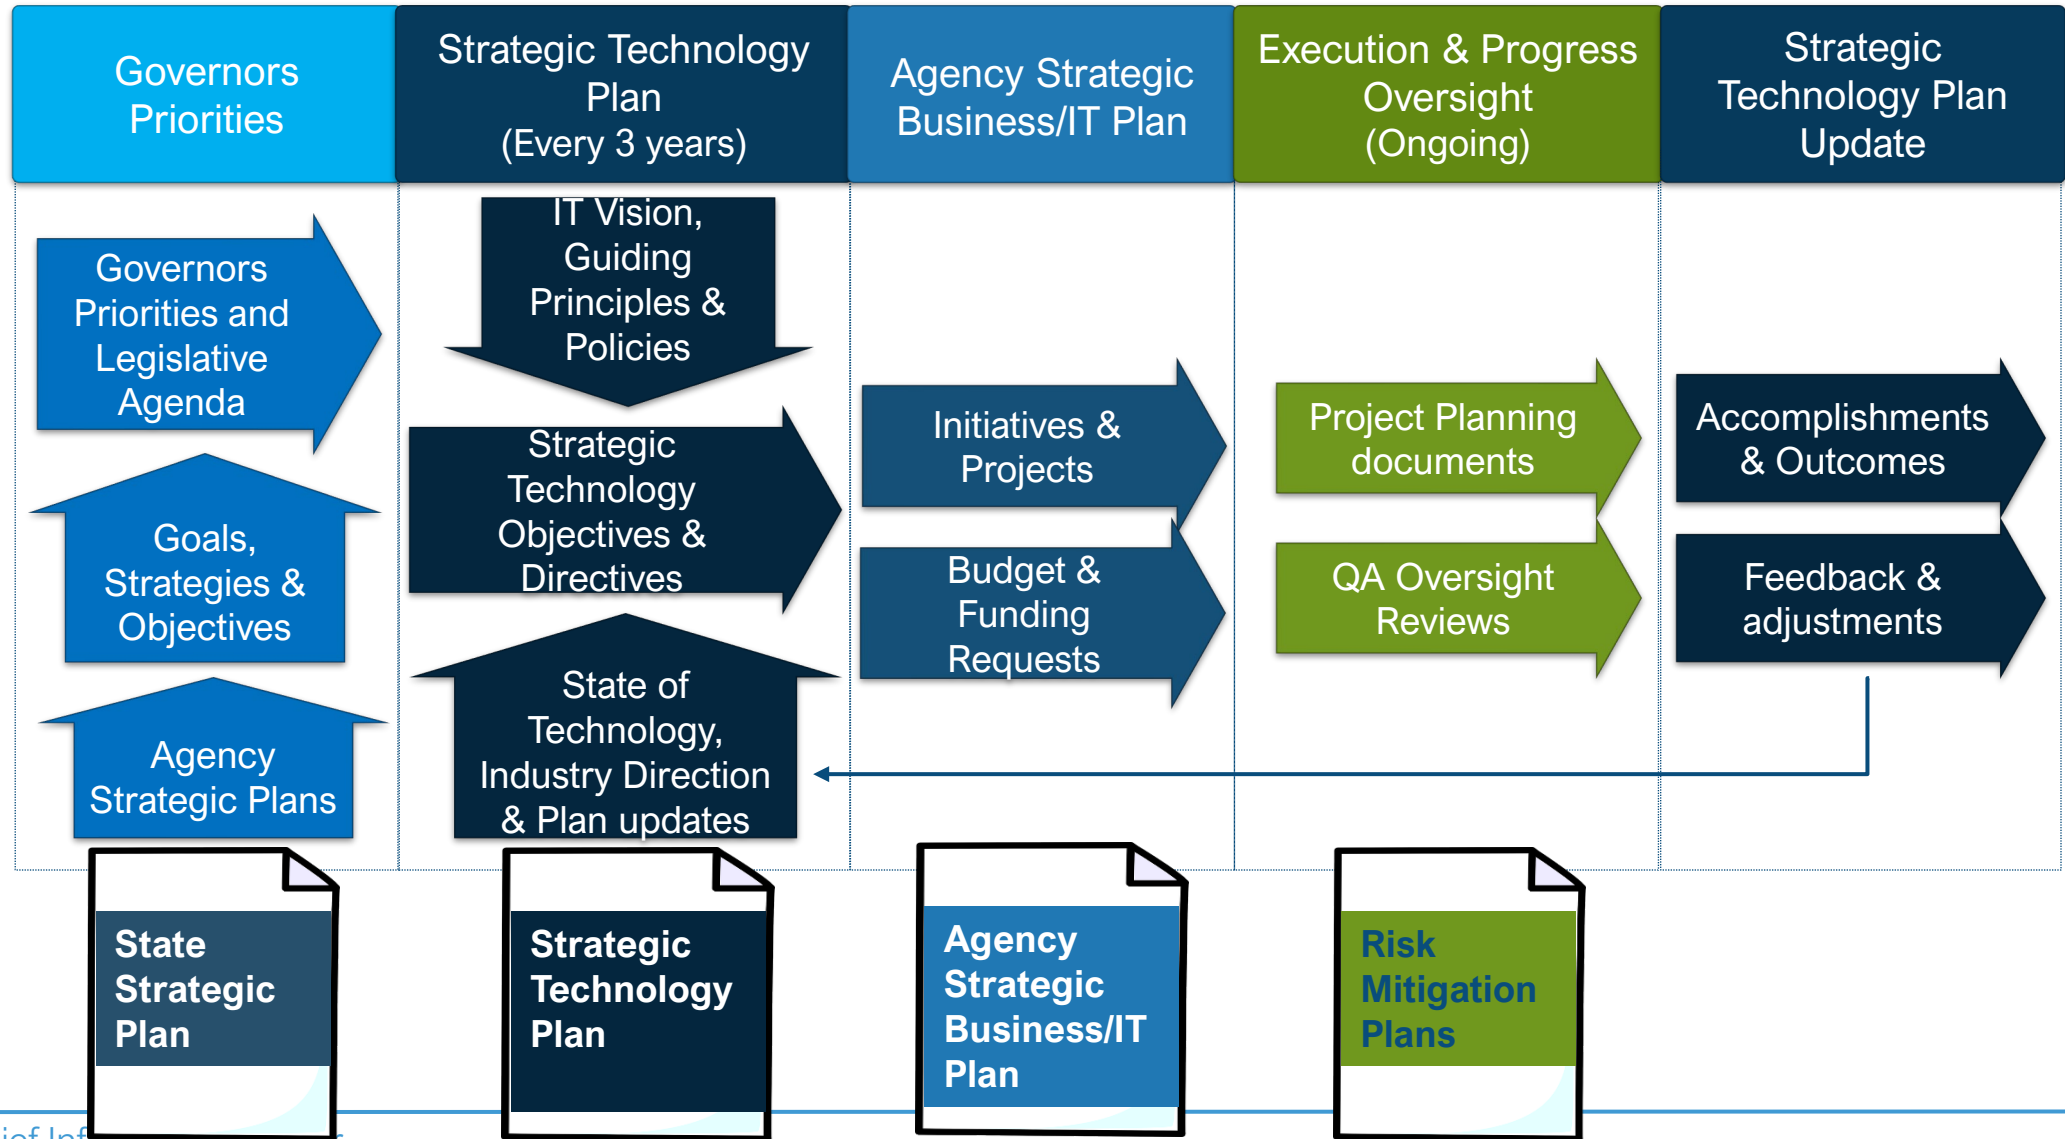 Governors
Priorities
Strategic Technology
Plan
(Every 3 years)
Agency Strategic
Business/IT Plan
Execution & Progress
Oversight
(Ongoing)
Strategic
Technology Plan
Update
Governors
Priorities and
Legislative
Agenda
Goals,
Strategies &
Objectives
Agency
Strategic Plans
IT Vision,
Guiding
Principles &
Policies
Strategic
Technology
Objectives &
Directives
State of
Technology,
Industry Direction
& Plan updates
Initiatives &
Projects
Budget &
Funding
Requests
Project Planning
documents
QA Oversight
Reviews
Accomplishments
& Outcomes
Feedback &
adjustments
State
Strategic
Plan
Strategic
Technology
Plan
Agency
Strategic
Business/IT
Plan
Risk
Mitigation
Plans